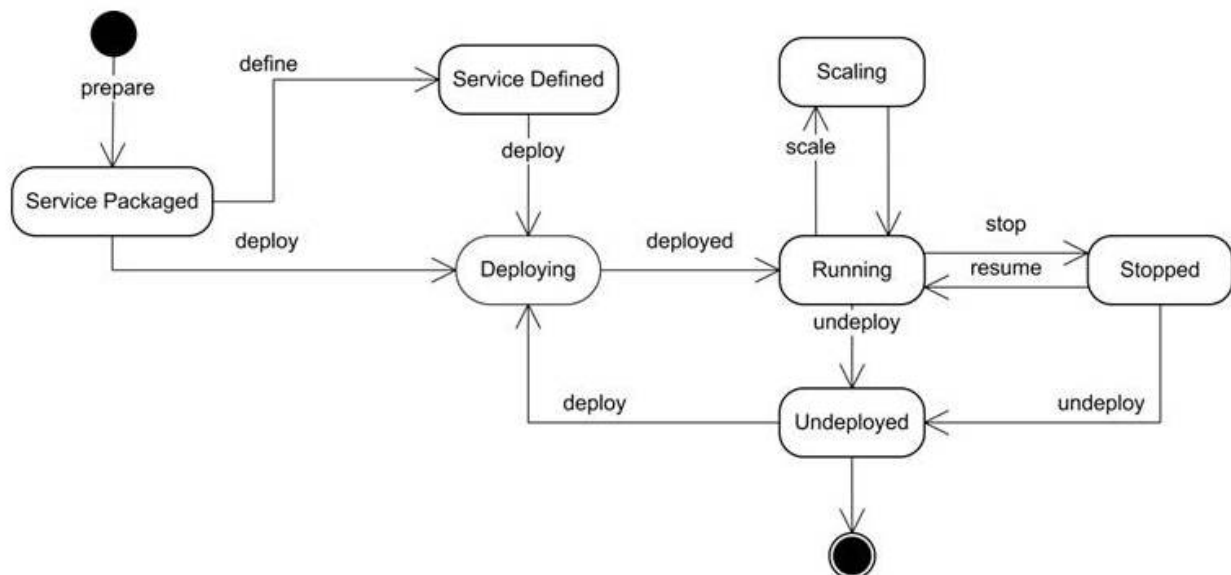 prepare
define
Service Defined
Scaling
deploy
scale
Service Packaged
deploy
deployed
stop
Deploying
Running
resume
Stopped
undeploy
deploy
Undeployed
undeploy